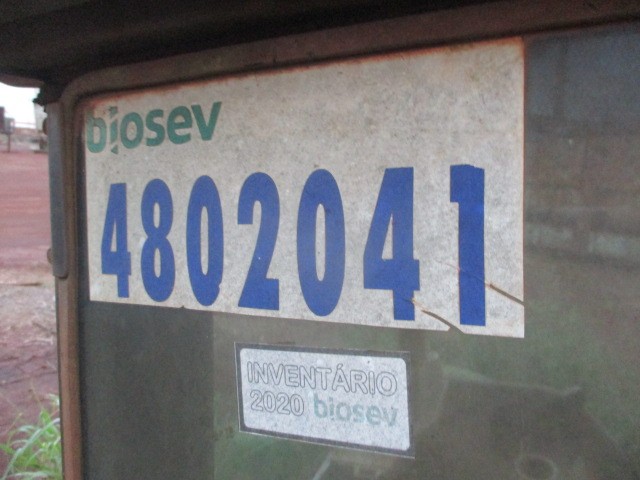 biosev
4802041
INVENTÁRIO
2020 biosev